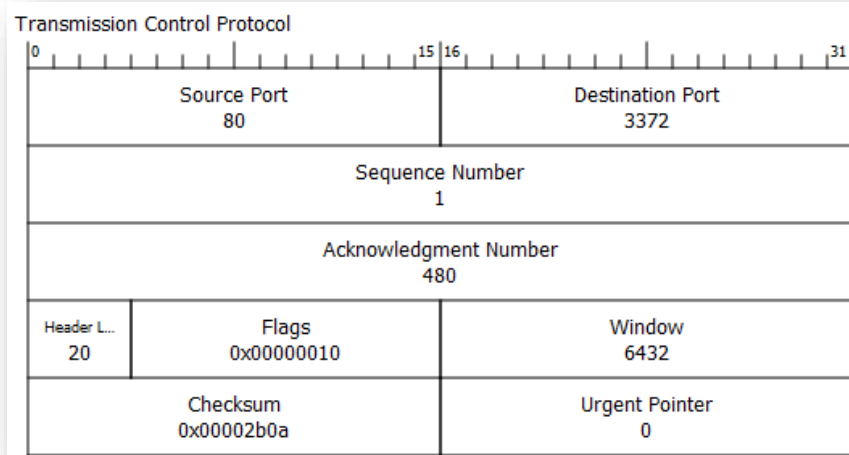 Transmission Control Protocol
0 15 16 31
Source Port Destination Port
80 3372
Sequence Number
1
Acknowledgment Number
480
Header L... Flags Window
20 0x00000010 6432
Checksum Urgent Pointer
0x00002b0a 0